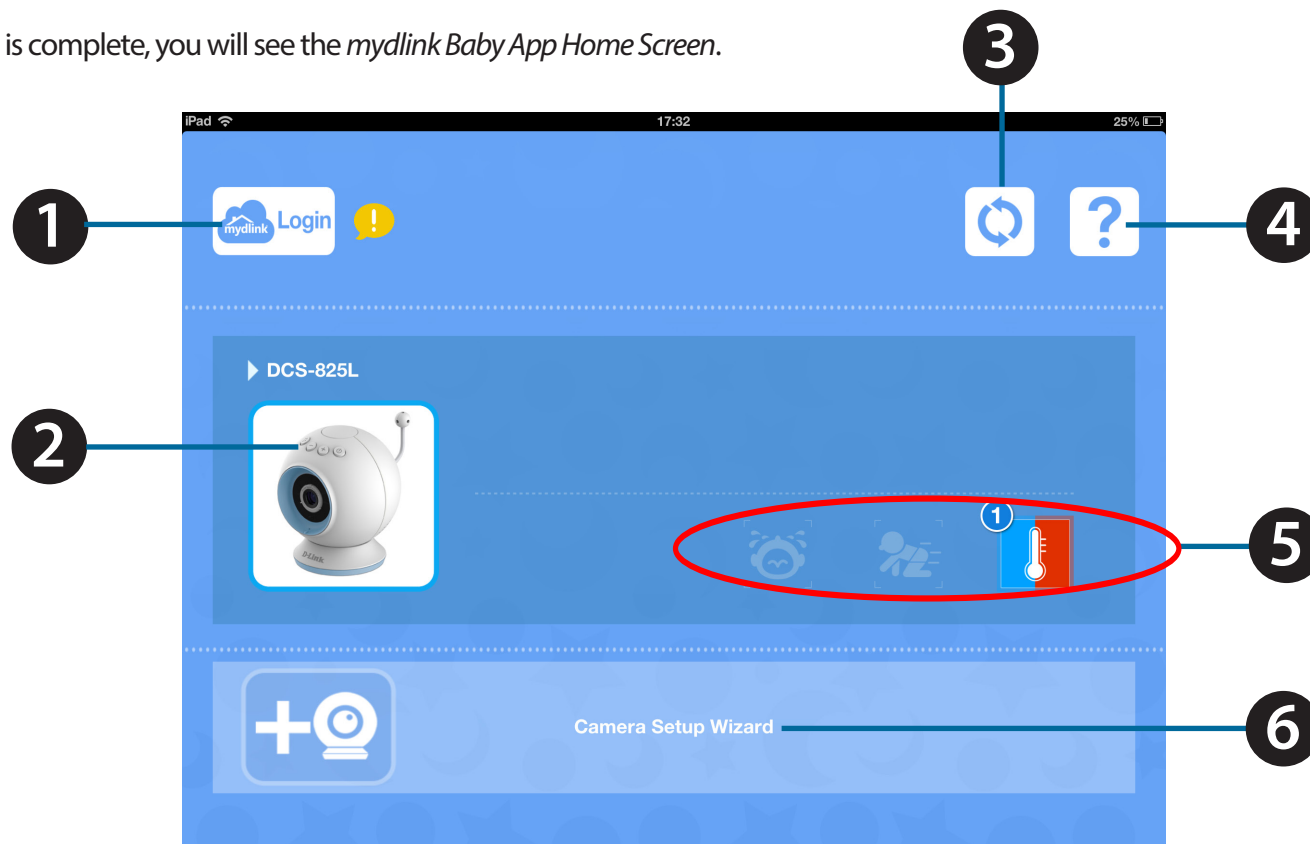 is complete, you will see the mydlink Baby App Home Screen.
3
iPad 17:32 25%
1
mydlink Login !
?
4
DCS-825L
2
D-Link
1
5
Camera Setup Wizard
6